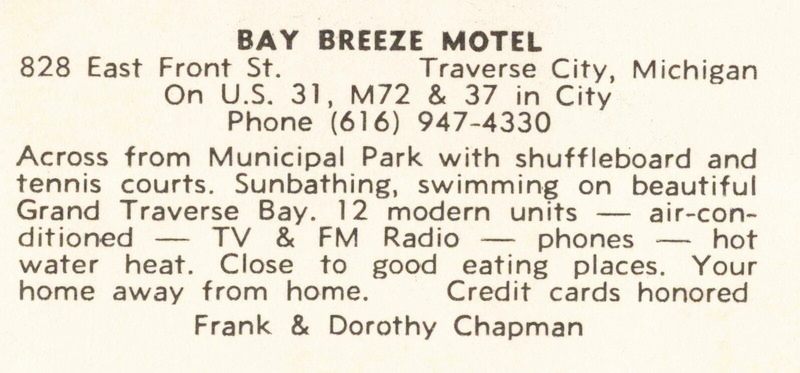 BAY BREEZE MOTEL
828 East Front St. Traverse City, Michigan
On U.S. 31, M72 & 37 in City
Phone (616) 947-4330
Across from Municipal Park with shuffleboard and
tennis courts. Sunbathing, swimming on beautiful
Grand Traverse Bay. 12 modern units — air-con-
ditioned — TV & FM Radio — phones — hot
water heat. Close to good eating places. Your
home away from home. Credit cards honored
Frank & Dorothy Chapman